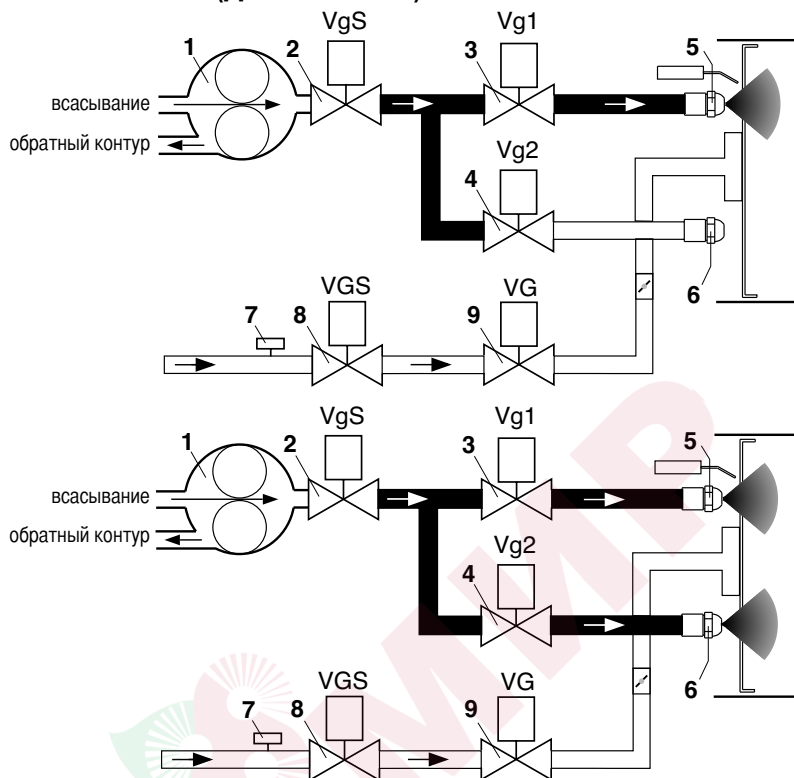 VgS Vg1
1 2 3 5
всасывание
обратный контур
Vg2
4
6
VGS VG
7 8 9
VgS Vg1
1 2 3 5
всасывание
обратный контур
Vg2
4
6
VGS VG
7 8 9
МИР